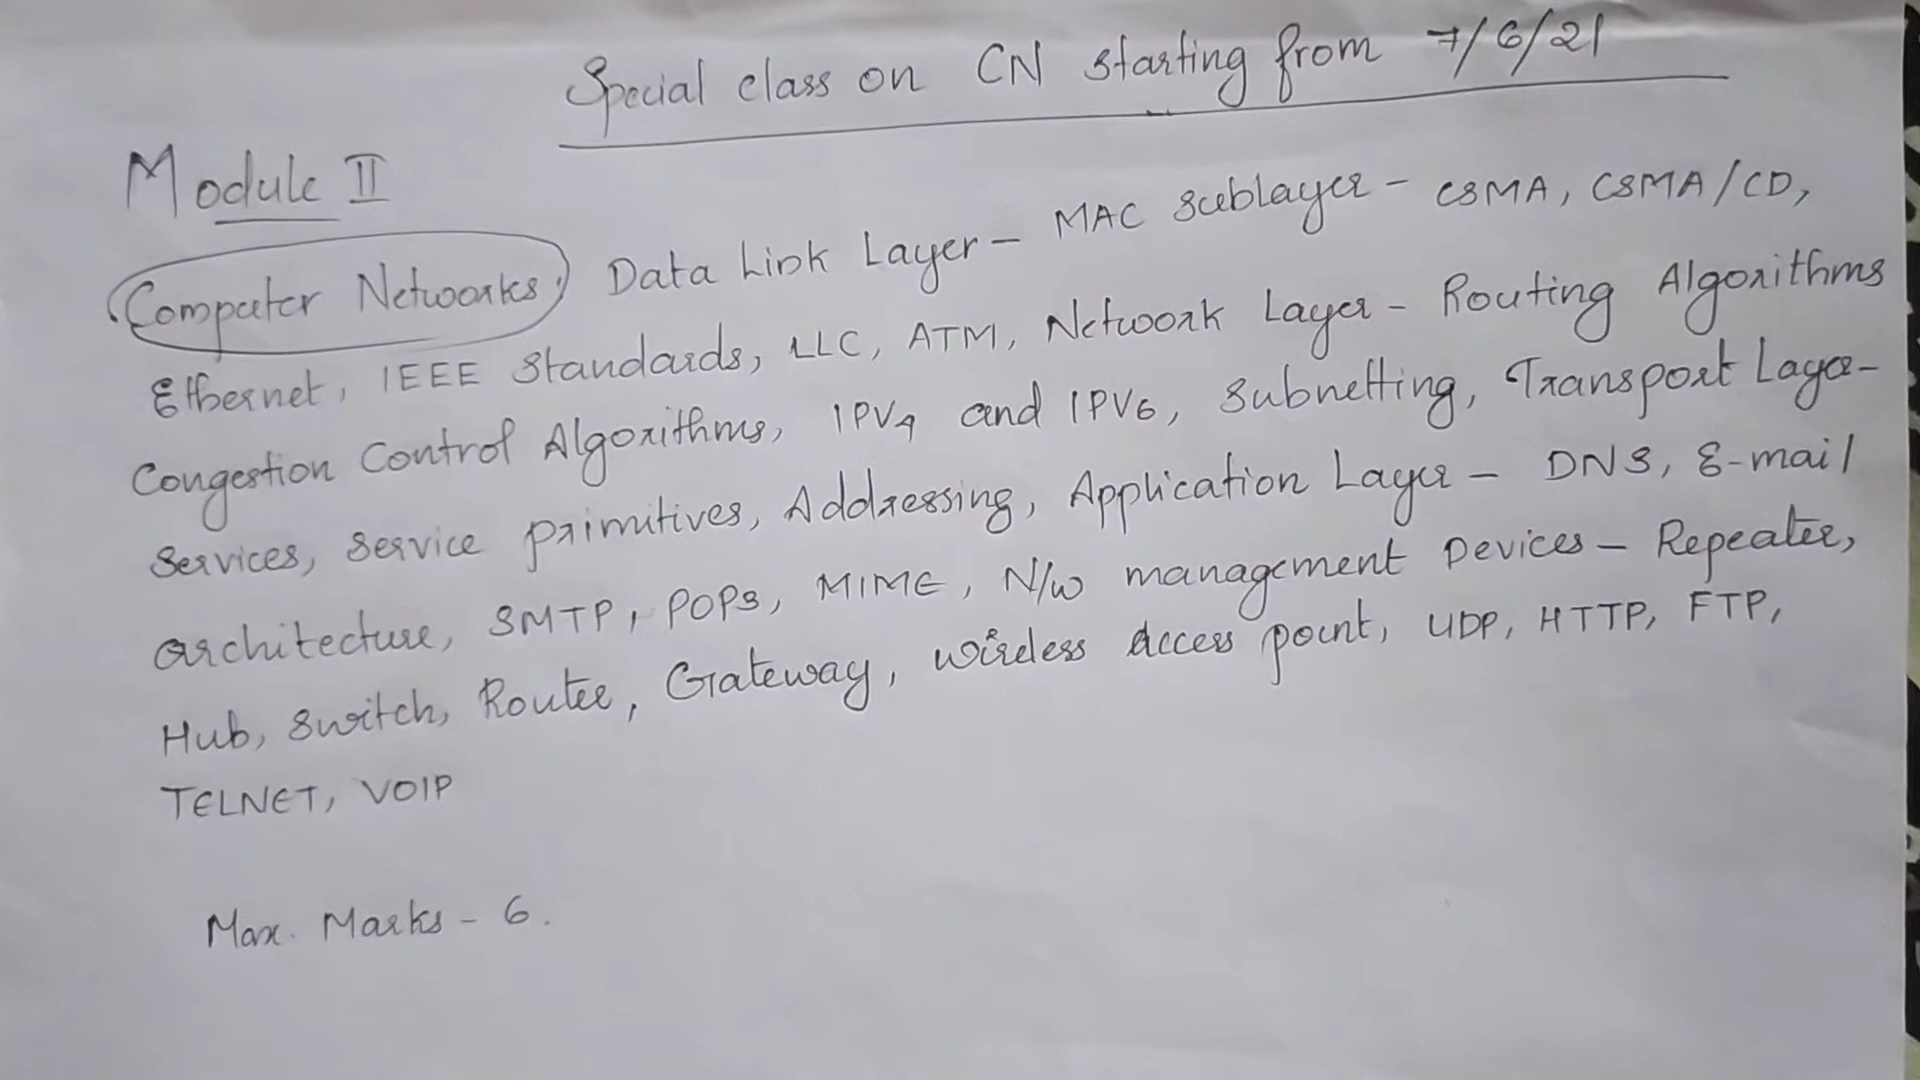 Special class on CN starting from 7/6/21
Module II
Computer Networks, Data Link Layer - MAC sublayer - CSMA, CSMA/CD,
Ethernet, IEEE Standards, LLC, ATM, Network Layer - Routing Algorithms
Congestion Control Algorithms, IPV4 and IPV6, Subnetting, Transport Layer -
Services, Service primitives, Addressing, Application Layer - DNS, E-mail
architecture, SMTP, POP3, MIME, N/W management Devices - Repeater,
Hub, Switch, Router, Gateway, wireless access point, UDP, HTTP, FTP,
TELNET, VOIP
Max. Marks - 6.